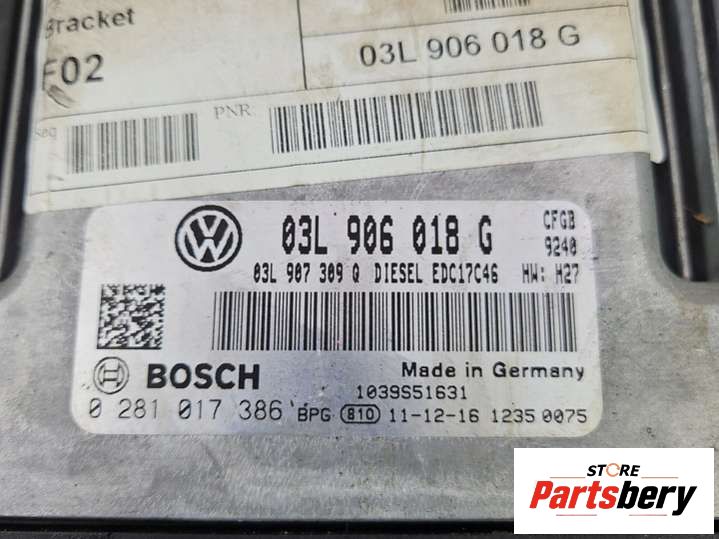 Bracket
03L 906 018 G
F02
seq
PNR
03L 906 018 G
CFGB
9240
03L 907 309 Q DIESEL EDC17C46 HW: H27
BOSCH
Made in Germany
1039S51631
0 281 017 386 BPG 810 11-12-16 1235 0075
STORE
Partsbery